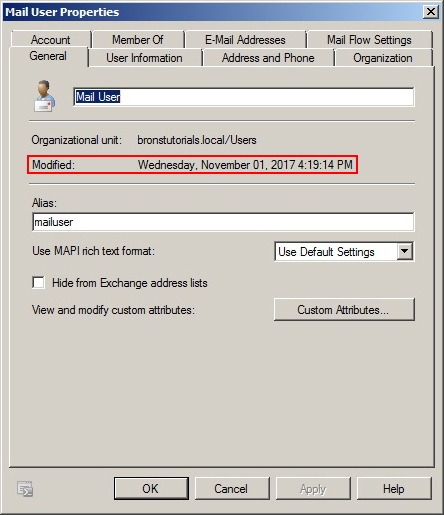 Mail User Properties
Account Member Of E-Mail Addresses Mail Flow Settings
General User Information Address and Phone Organization
Mail User
Organizational unit: bronstutorials.local/Users
Modified: Wednesday, November 01, 2017 4:19:14 PM
Alias:
mailuser
Use MAPI rich text format: Use Default Settings
Hide from Exchange address lists
View and modify custom attributes: Custom Attributes...
OK Cancel Apply Help